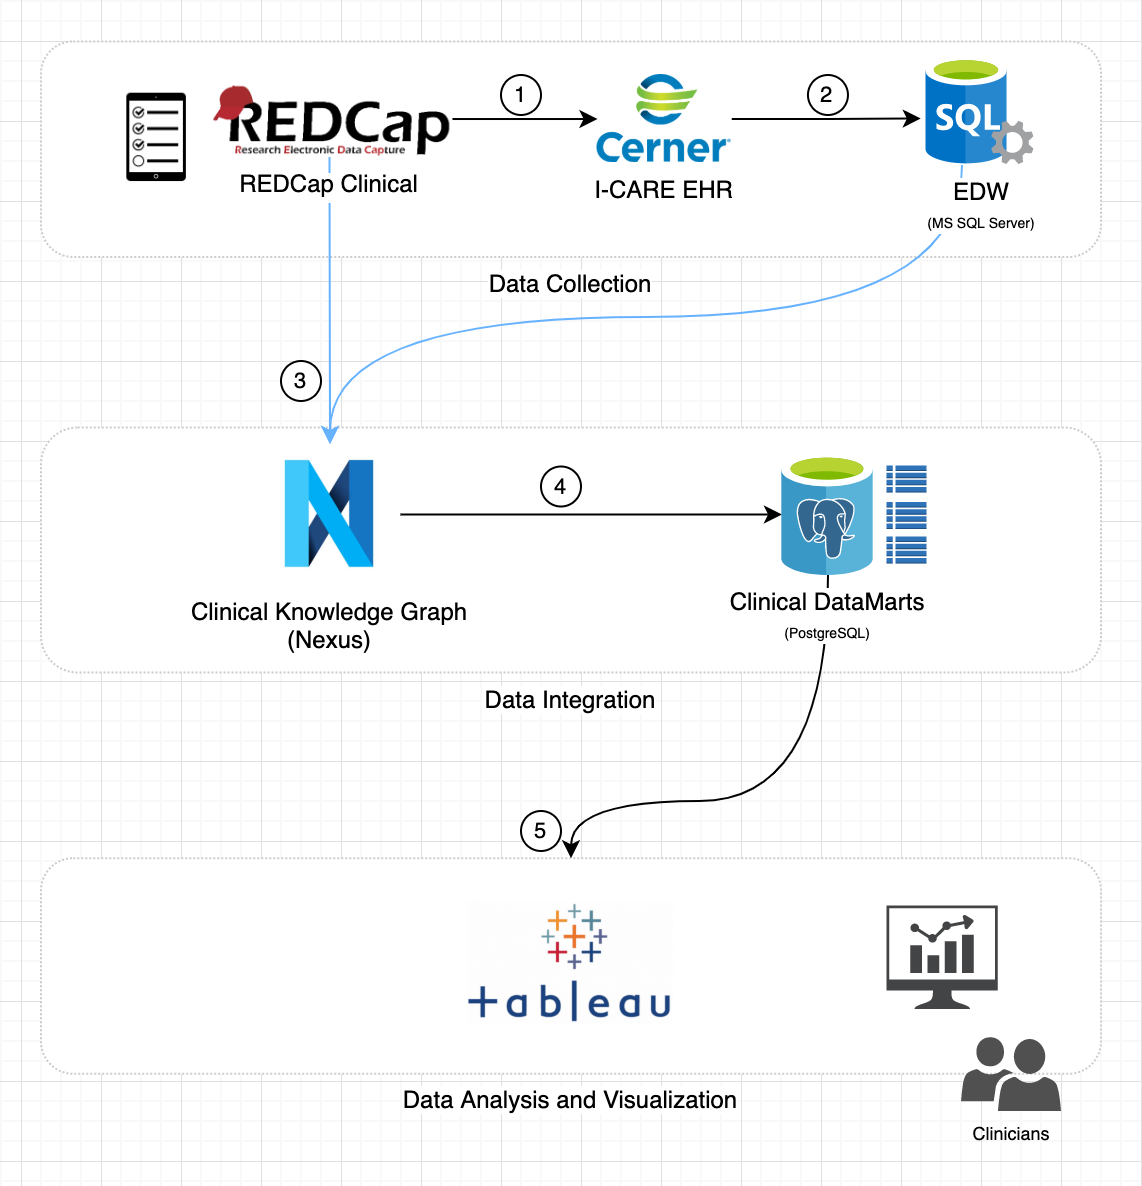 1
2
REDCap
Research Electronic Data Capture
REDCap Clinical
Cerner
I-CARE EHR
SQL
EDW
(MS SQL Server)
Data Collection
3
4
Clinical Knowledge Graph
(Nexus)
Clinical DataMarts
(PostgreSQL)
Data Integration
5
+ableau
Data Analysis and Visualization
Clinicians